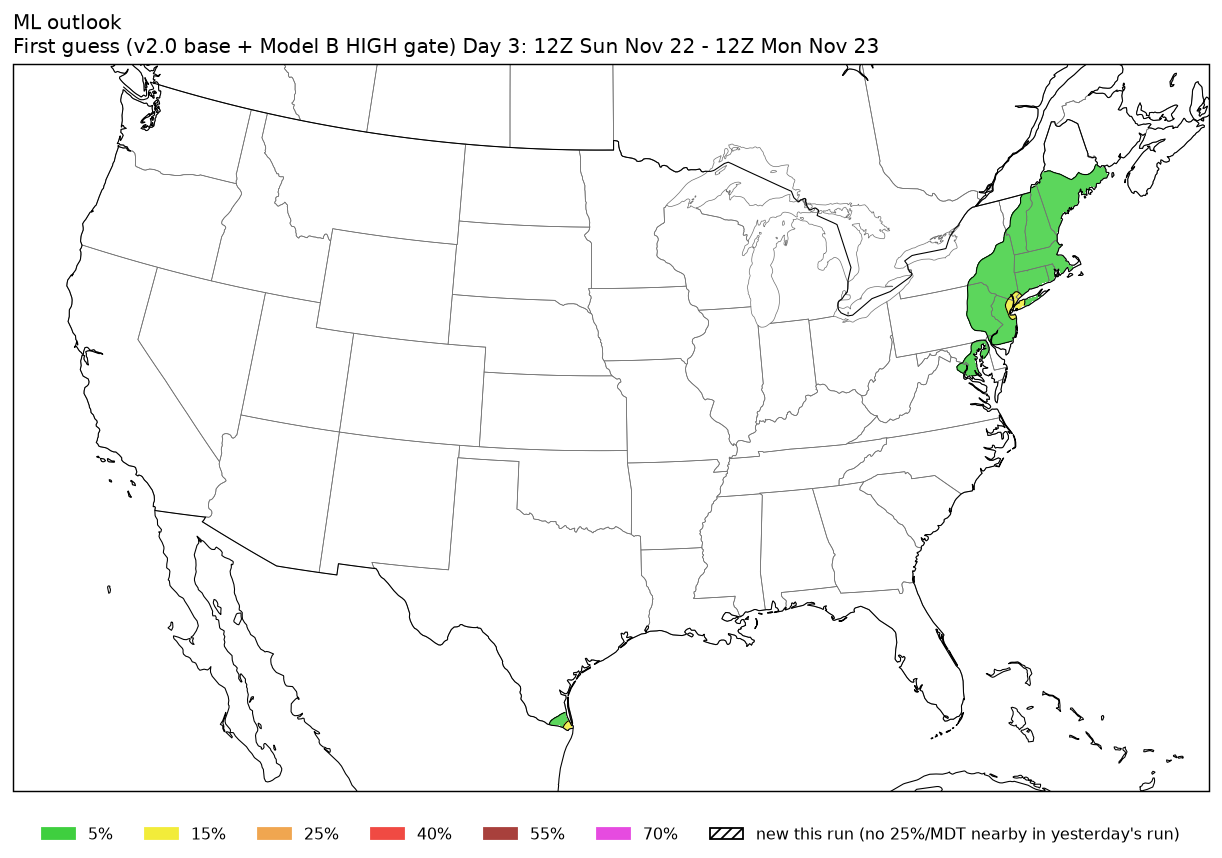 ML outlook
First guess (v2.0 base + Model B HIGH gate) Day 3: 12Z Sun Nov 22 - 12Z Mon Nov 23
5% 15% 25% 40% 55% 70% new this run (no 25%/MDT nearby in yesterday's run)